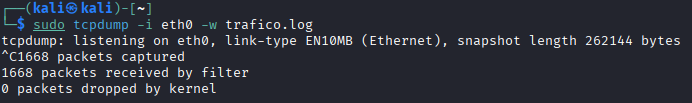 ┌──(kali㉿kali)-[~]
└─$ sudo tcpdump -i eth0 -w trafico.log
tcpdump: listening on eth0, link-type EN10MB (Ethernet), snapshot length 262144 bytes
^C1668 packets captured
1668 packets received by filter
0 packets dropped by kernel